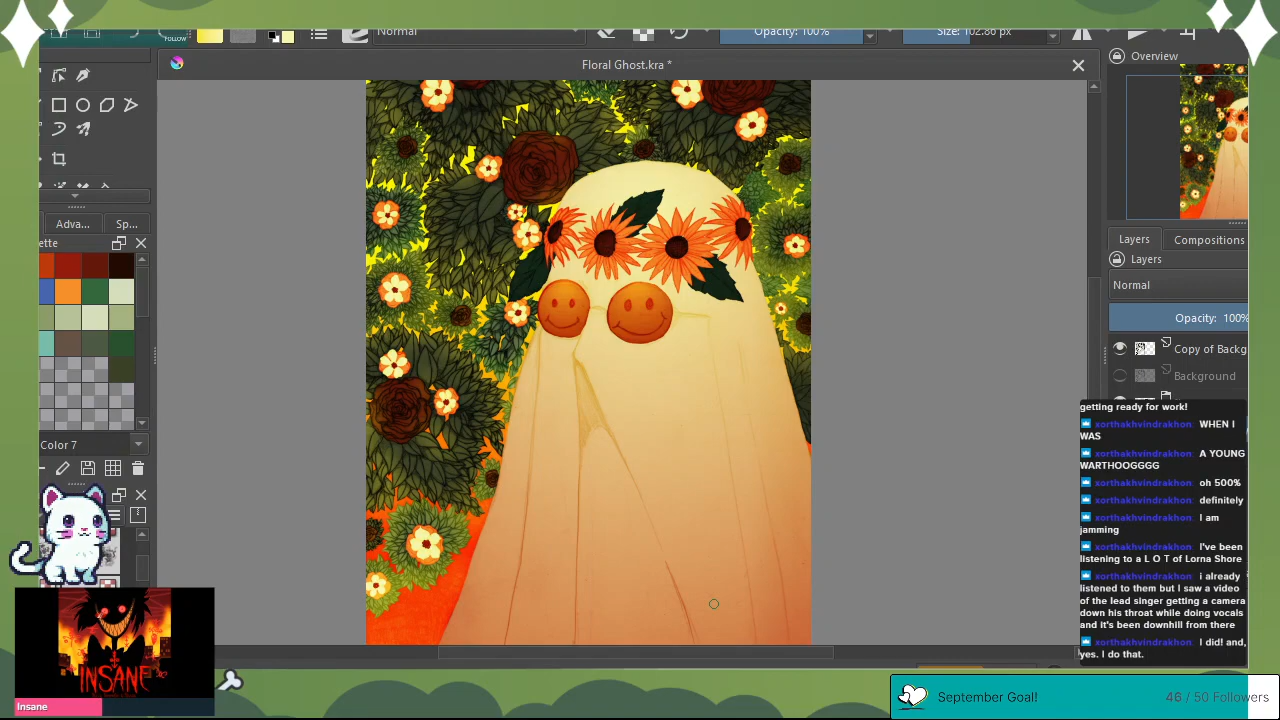 FOLLOW
Normal
Opacity: 100%
Size: 102.86 px
Floral Ghost.kra *
Overview
Adva...
Sp...
ette
Layers
Compositions
Layers
Normal
Opacity: 100%
Copy of Backg
Background
Color 7
getting ready for work!
xorthakhvindrakhon: WHEN I
WAS
xorthakhvindrakhon: A YOUNG
WARTHOOGGGG
xorthakhvindrakhon: oh 500%
xorthakhvindrakhon: definitely
xorthakhvindrakhon: I am
jamming
xorthakhvindrakhon: I've been
listening to a L O T of Lorna Shore
xorthakhvindrakhon: i already
listened to them but I saw a video
of the lead singer getting a camera
down his throat while doing vocals
and it's been downhill from there
xorthakhvindrakhon: I did! and,
yes. I do that.
INSANE
Insane
September Goal!
46 / 50 Followers